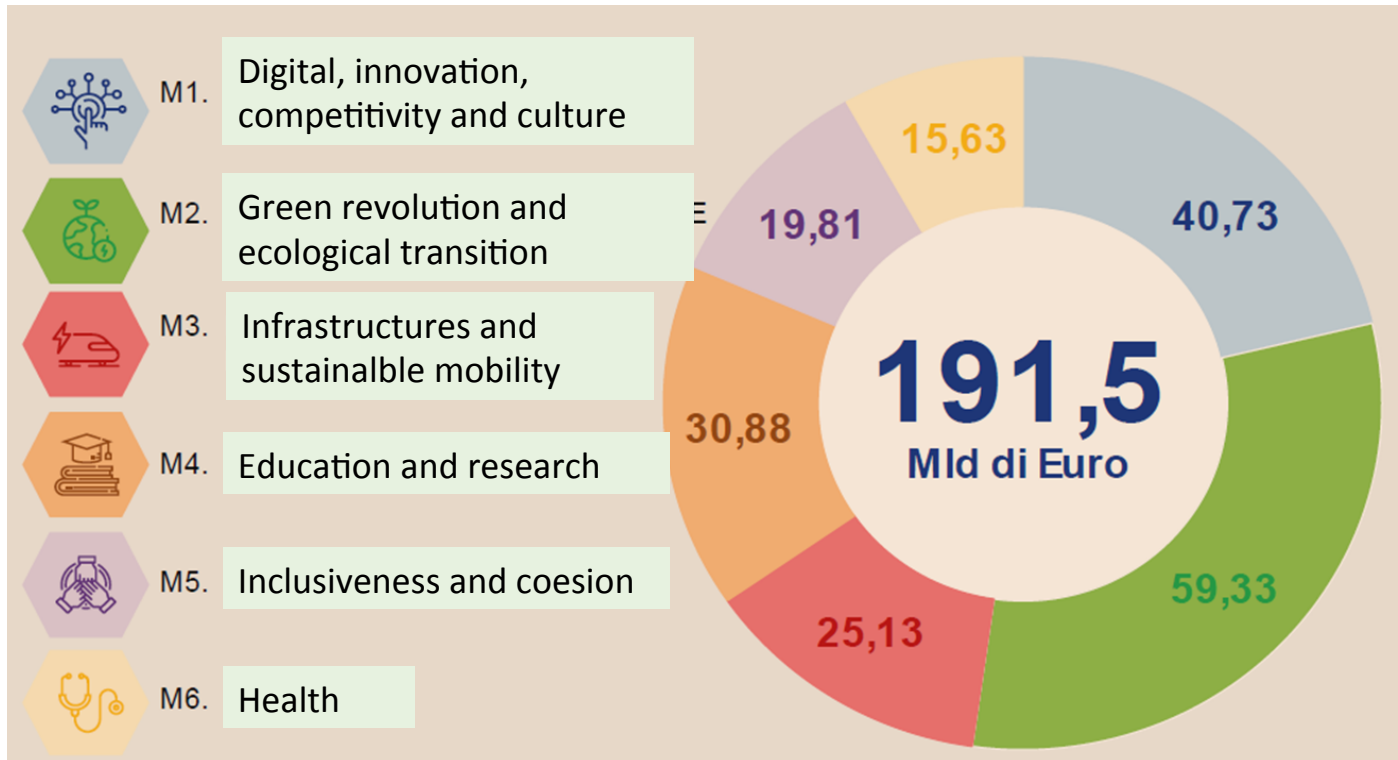 M1.
Digital, innovation,
competitivity and culture
M2.
Green revolution and
ecological transition
E
M3.
Infrastructures and
sustainalble mobility
M4.
Education and research
M5.
Inclusiveness and coesion
M6.
Health
15,63
40,73
19,81
191,5
Mld di Euro
30,88
59,33
25,13